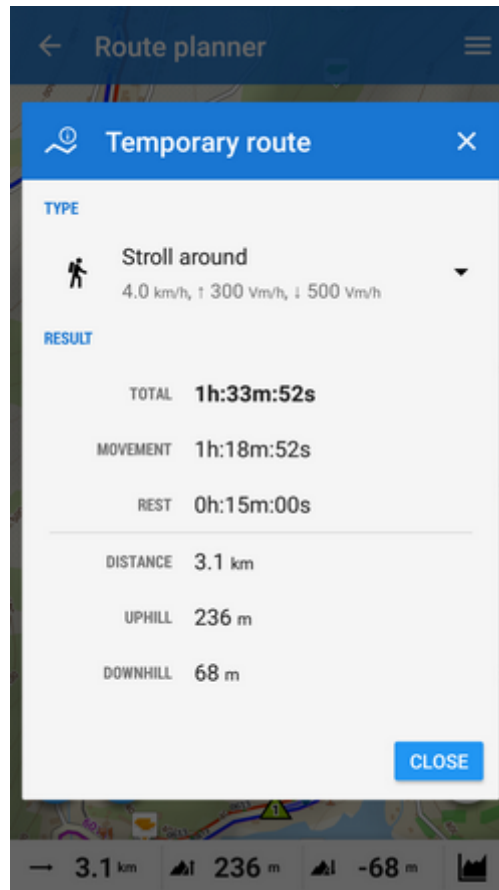 Route planner
Temporary route
TYPE
Stroll around
4.0 km/h, ↑ 300 Vm/h, ↓ 500 Vm/h
RESULT
TOTAL 1h:33m:52s
MOVEMENT 1h:18m:52s
REST 0h:15m:00s
DISTANCE 3.1 km
UPHILL 236 m
DOWNHILL 68 m
CLOSE
1
→ 3.1 km 236 m -68 m